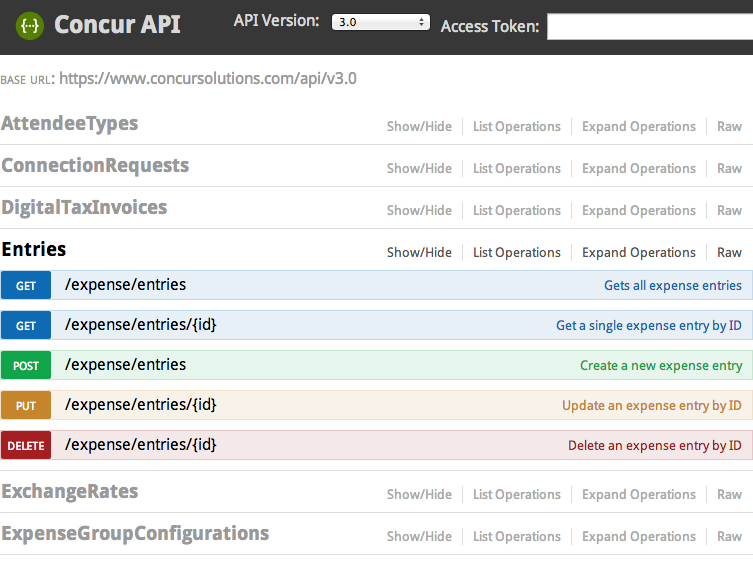 {···} Concur API API Version: 3.0 Access Token:
BASE URL: https://www.concursolutions.com/api/v3.0
AttendeeTypes Show/Hide List Operations Expand Operations Raw
ConnectionRequests Show/Hide List Operations Expand Operations Raw
DigitalTaxInvoices Show/Hide List Operations Expand Operations Raw
Entries Show/Hide List Operations Expand Operations Raw
GET /expense/entries Gets all expense entries
GET /expense/entries/{id} Get a single expense entry by ID
POST /expense/entries Create a new expense entry
PUT /expense/entries/{id} Update an expense entry by ID
DELETE /expense/entries/{id} Delete an expense entry by ID
ExchangeRates Show/Hide List Operations Expand Operations Raw
ExpenseGroupConfigurations Show/Hide List Operations Expand Operations Raw